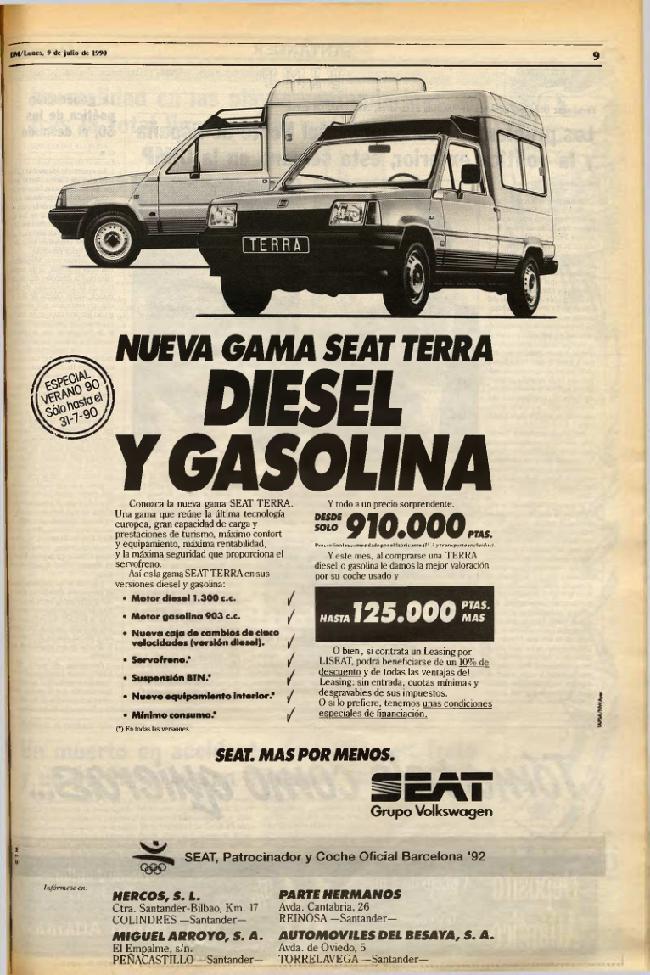 DM/Lunes, 9 de julio de 1990
9
TERRA
NUEVA GAMA SEAT TERRA
DIESEL
Y GASOLINA
ESPECIAL
VERANO 90
Sólo hasta el
31-7-90
Conozca la nueva gama SEAT TERRA.
Una gama que reúne la última tecnología
europea, gran capacidad de carga y
prestaciones de turismo, máximo confort
y equipamiento, máxima rentabilidad,
y la máxima seguridad que proporciona el
servofreno.
Así es la gama SEAT TERRA en sus
versiones diesel y gasolina:
• Motor diesel 1.300 c.c.
• Motor gasolina 903 c.c.
• Nueva caja de cambios de cinco
velocidades (versión diesel).
• Servofreno.*
• Suspensión BTN.*
• Nuevo equipamiento interior.*
• Mínimo consumo.*
(*) En todas las versiones
Y todo a un precio sorprendente.
DESDE
SOLO 910.000 PTAS.
Y este mes, al comprarse una TERRA
diesel o gasolina le damos la mejor valoración
por su coche usado y
HASTA 125.000 PTAS.
MAS
O bien, si contrata un Leasing por
LISEAT, podrá beneficiarse de un 10% de
descuento y de todas las ventajas del
Leasing: sin entrada, cuotas mínimas y
desgravables de sus impuestos.
O si lo prefiere, tenemos unas condiciones
especiales de financiación.
SEAT. MAS POR MENOS.
SEAT
Grupo Volkswagen
SEAT, Patrocinador y Coche Oficial Barcelona '92
Infórmese en:
HERCOS, S. L.
Ctra. Santander-Bilbao, Km. 17
COLINDRES —Santander—
MIGUEL ARROYO, S. A.
El Empalme, s/n.
PEÑACASTILLO —Santander—
PARTE HERMANOS
Avda. Cantabria, 26
REINOSA —Santander—
AUTOMOVILES DEL BESAYA, S. A.
Avda. de Oviedo, 5
TORRELAVEGA —Santander—